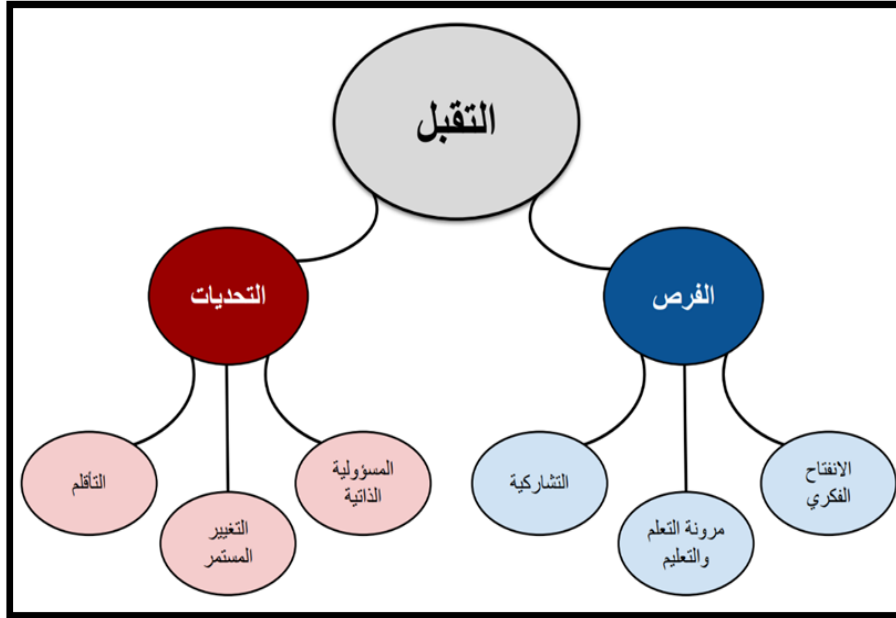 التقبل
الفرص
التحديات
الانفتاح
الفكري
مرونة التعلم
والتعليم
التشاركية
المسؤولية
الذاتية
التغيير
المستمر
التأقلم